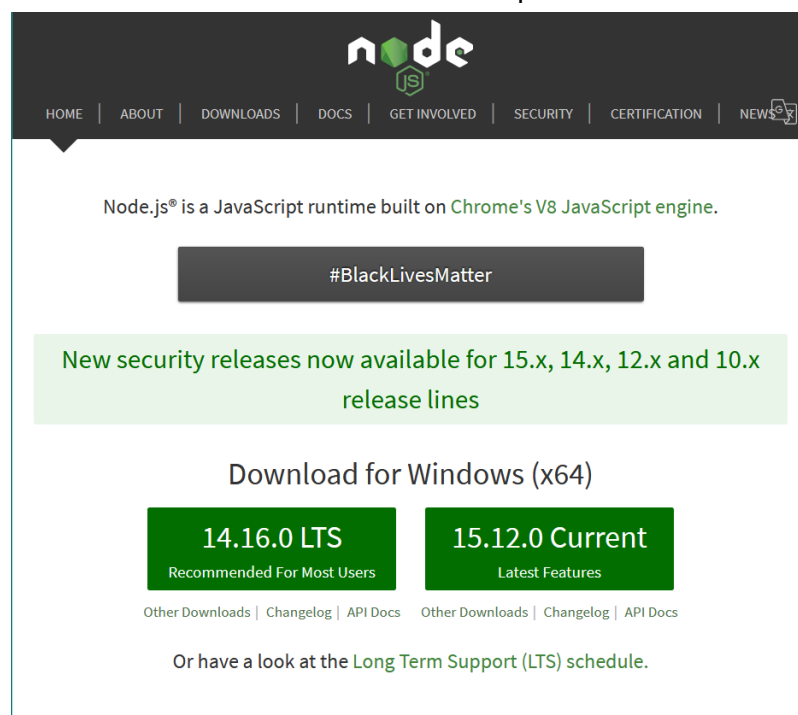 node
JS
HOME | ABOUT | DOWNLOADS | DOCS | GET INVOLVED | SECURITY | CERTIFICATION | NEWS
Node.js® is a JavaScript runtime built on Chrome's V8 JavaScript engine.
#BlackLivesMatter
New security releases now available for 15.x, 14.x, 12.x and 10.x
release lines
Download for Windows (x64)
14.16.0 LTS
Recommended For Most Users
15.12.0 Current
Latest Features
Other Downloads | Changelog | API Docs
Other Downloads | Changelog | API Docs
Or have a look at the Long Term Support (LTS) schedule.